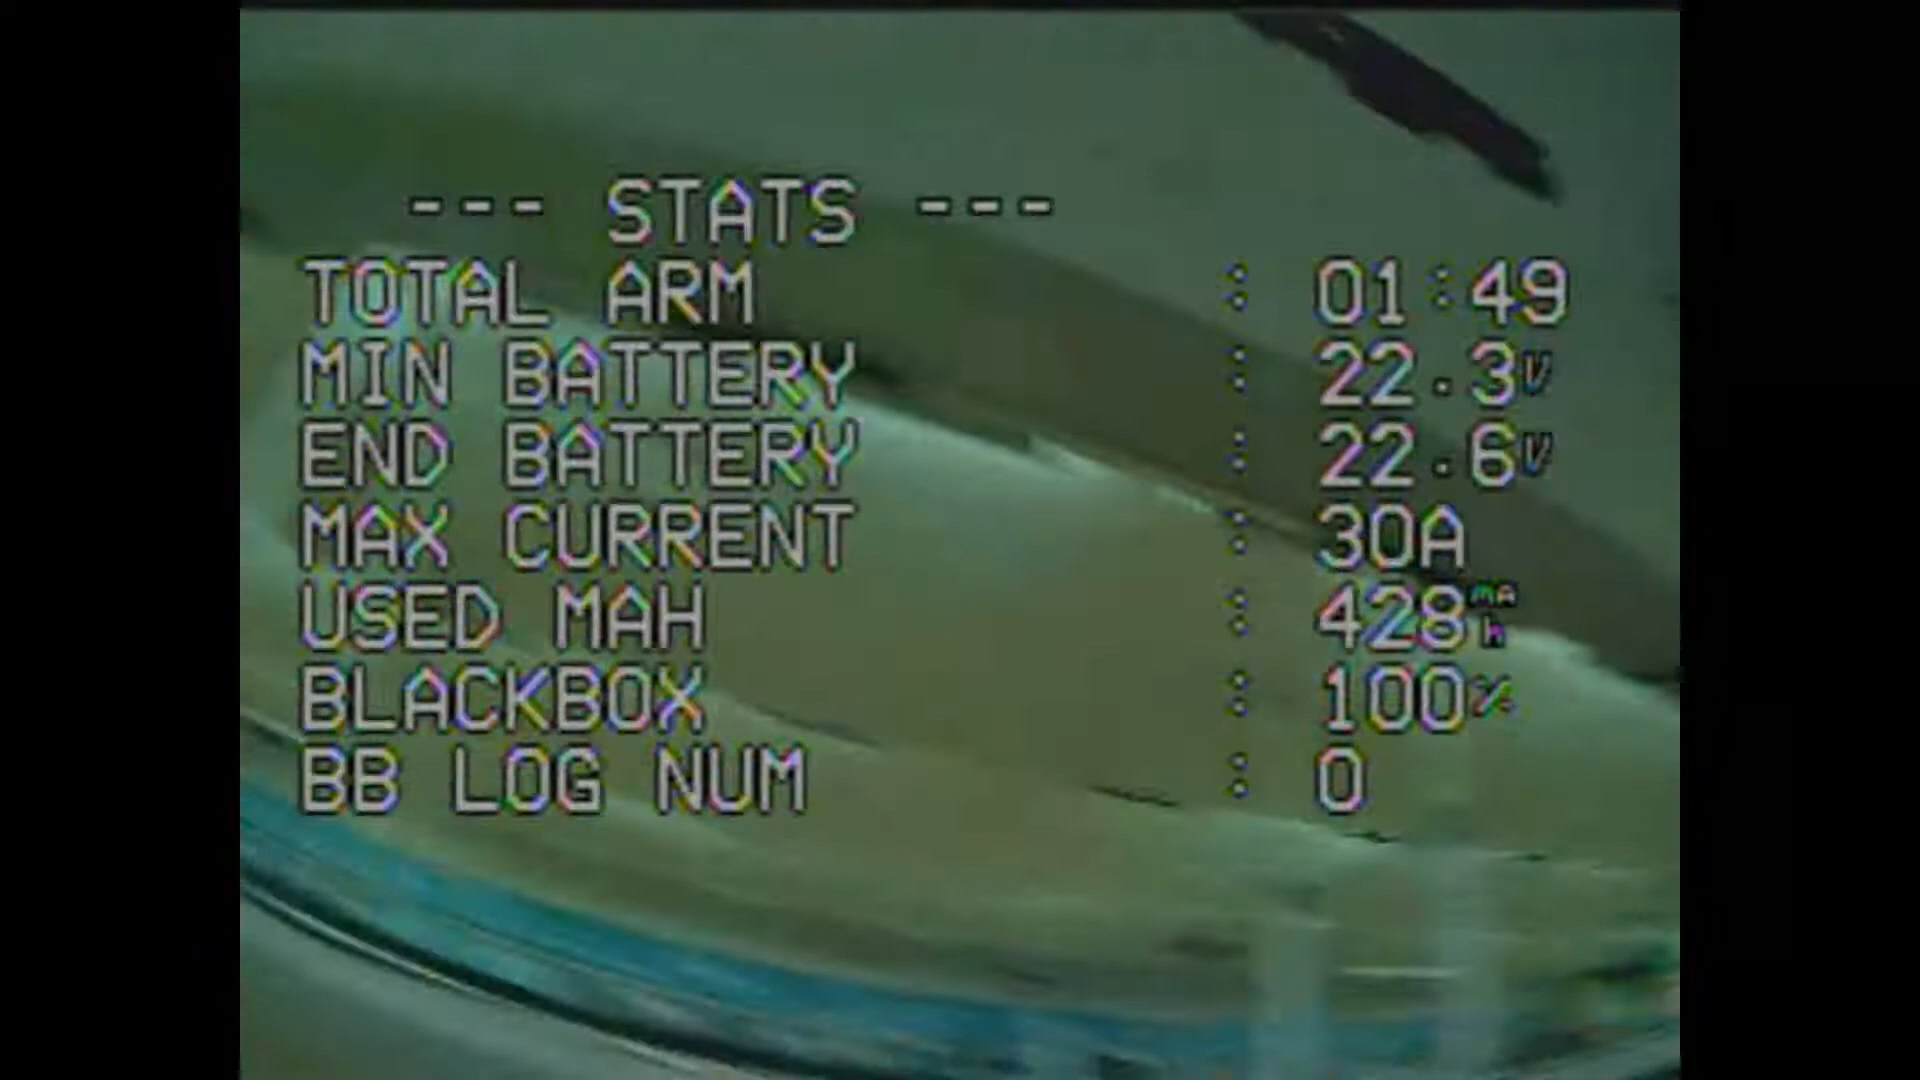 --- STATS ---
TOTAL ARM : 01:49
MIN BATTERY : 22.3V
END BATTERY : 22.6V
MAX CURRENT : 30A
USED MAH : 428mAh
BLACKBOX : 100%
BB LOG NUM : 0